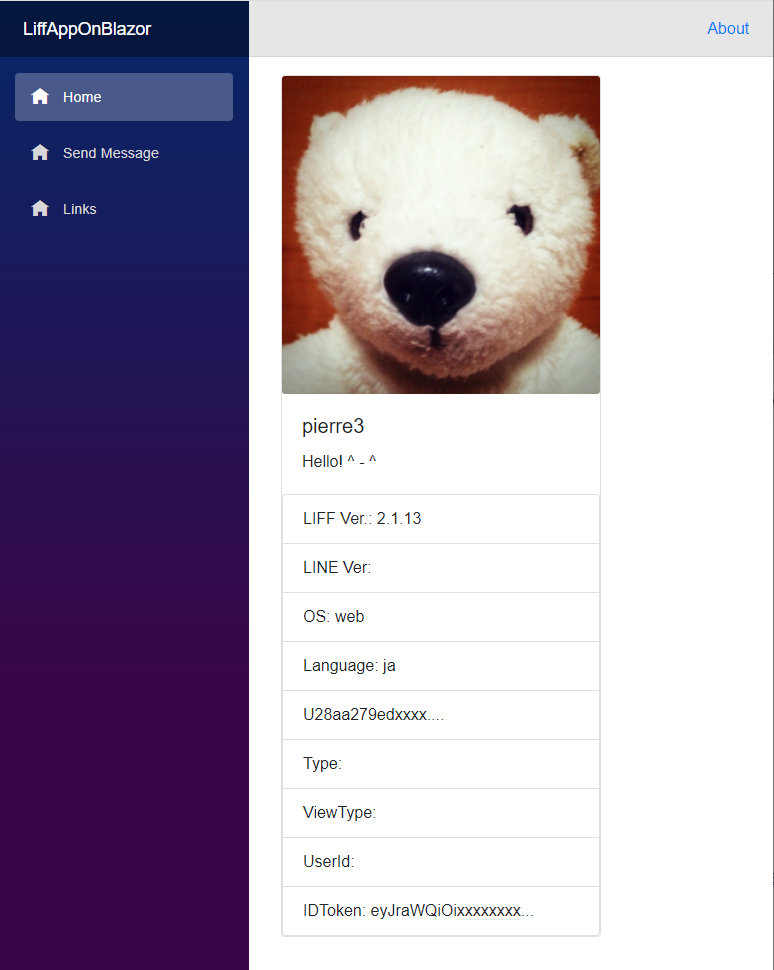 LiffAppOnBlazor
About
Home
Send Message
Links
pierre3
Hello! ^ - ^
LIFF Ver.: 2.1.13
LINE Ver:
OS: web
Language: ja
U28aa279edxxxx....
Type:
ViewType:
UserId:
IDToken: eyJraWQiOixxxxxxxx...